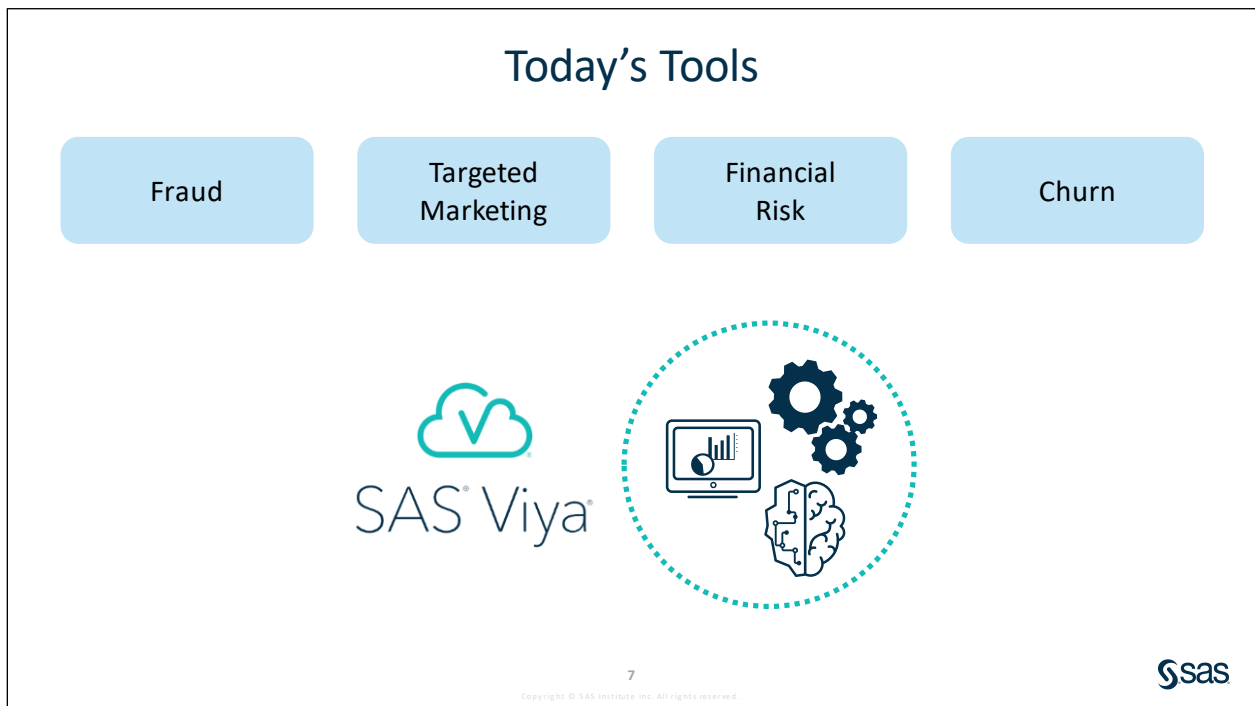 Today's Tools
Fraud
Targeted
Marketing
Financial
Risk
Churn
SAS® Viya®
7
Copyright © SAS Institute Inc. All rights reserved.
sas